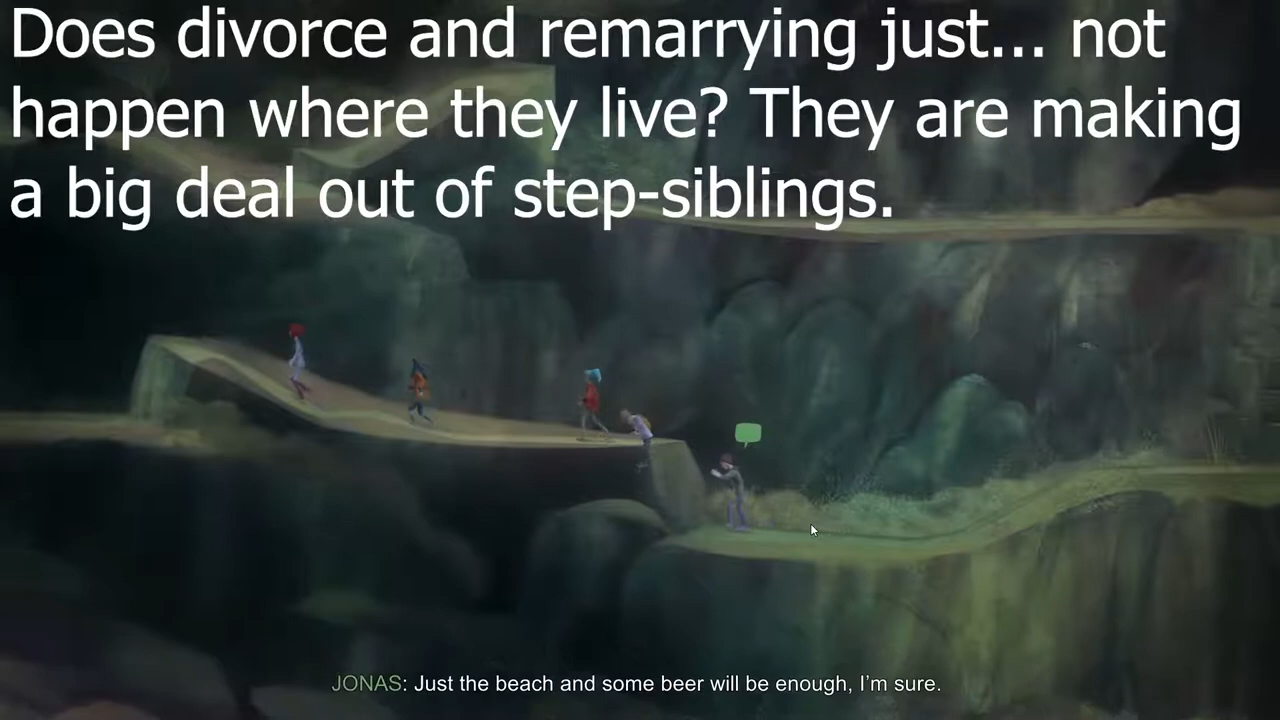 Does divorce and remarrying just... not
happen where they live? They are making
a big deal out of step-siblings.
JONAS: Just the beach and some beer will be enough, I'm sure.